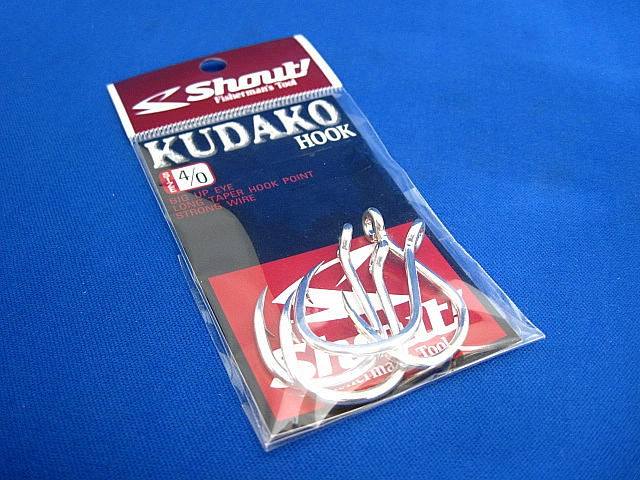 Shout!
Fisherman's Tool
KUDAKO
HOOK
SIZE 4/0
BIG UP EYE
LONG TAPER HOOK POINT
STRONG WIRE
Shout!
Fisherman's Tool